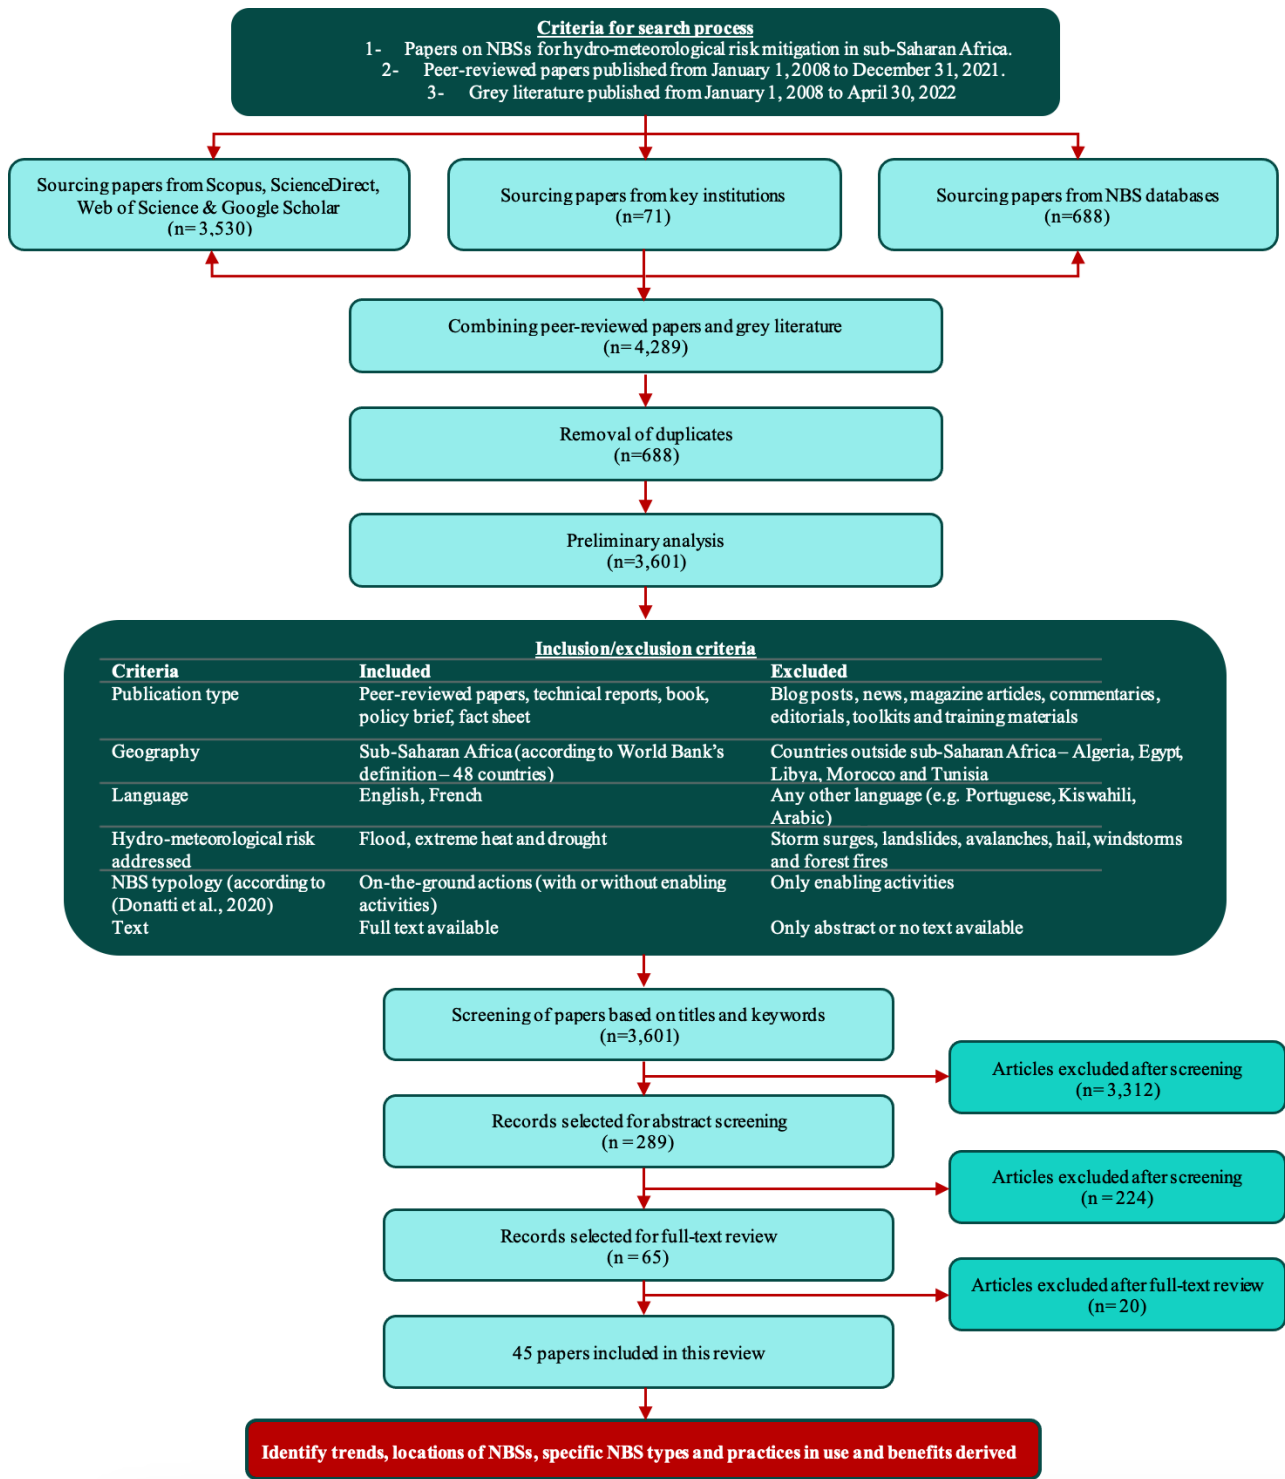 Criteria for search process
1- Papers on NBSs for hydro-meteorological risk mitigation in sub-Saharan Africa.
2- Peer-reviewed papers published from January 1, 2008 to December 31, 2021.
3- Grey literature published from January 1, 2008 to April 30, 2022
Sourcing papers from Scopus, ScienceDirect,
Web of Science & Google Scholar
(n= 3,530)
Sourcing papers from key institutions
(n=71)
Sourcing papers from NBS databases
(n=688)
Combining peer-reviewed papers and grey literature
(n= 4,289)
Removal of duplicates
(n=688)
Preliminary analysis
(n=3,601)
Inclusion/exclusion criteria
Criteria Included Excluded
Publication type Peer-reviewed papers, technical reports, book, Blog posts, news, magazine articles, commentaries,
policy brief, fact sheet editorials, toolkits and training materials
Geography Sub-Saharan Africa (according to World Bank's Countries outside sub-Saharan Africa – Algeria, Egypt,
definition – 48 countries) Libya, Morocco and Tunisia
Language English, French Any other language (e.g. Portuguese, Kiswahili,
Arabic)
Hydro-meteorological risk Flood, extreme heat and drought Storm surges, landslides, avalanches, hail, windstorms
addressed and forest fires
NBS typology (according to On-the-ground actions (with or without enabling Only enabling activities
(Donatti et al., 2020) activities)
Text Full text available Only abstract or no text available
Screening of papers based on titles and keywords
(n=3,601)
Articles excluded after screening
(n= 3,312)
Records selected for abstract screening
(n = 289)
Articles excluded after screening
(n = 224)
Records selected for full-text review
(n = 65)
Articles excluded after full-text review
(n= 20)
45 papers included in this review
Identify trends, locations of NBSs, specific NBS types and practices in use and benefits derived